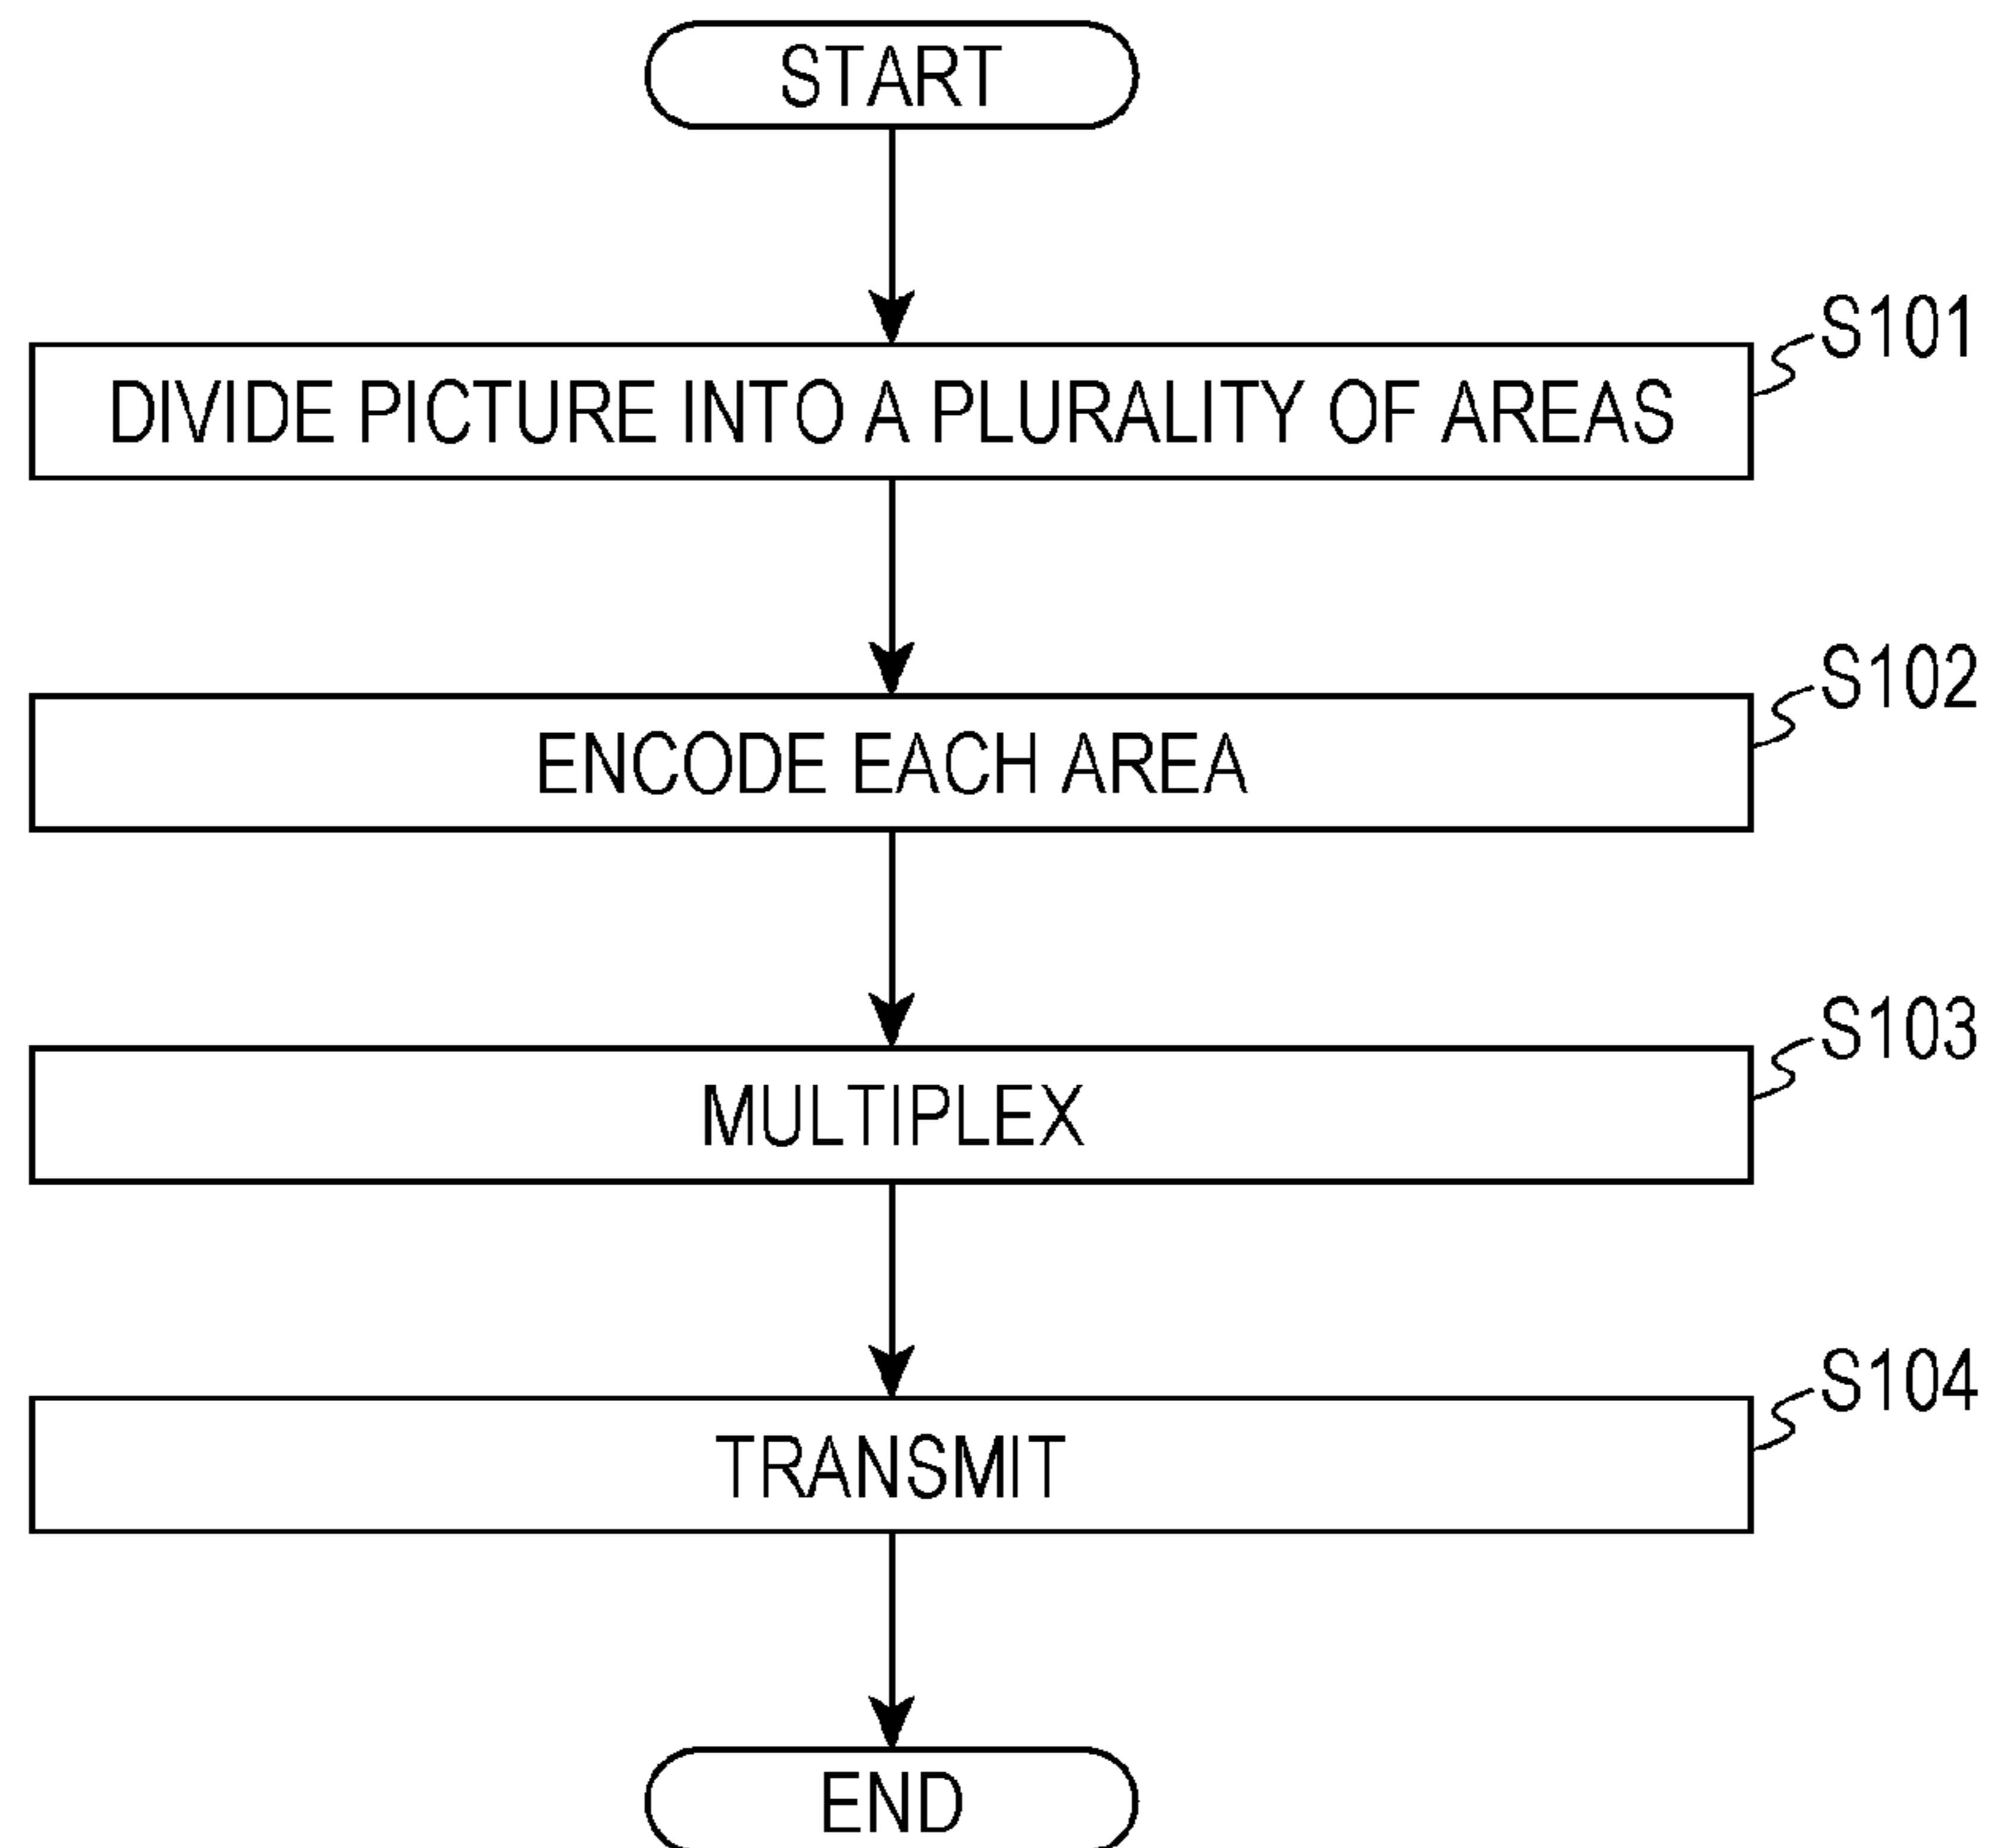 START
S101
DIVIDE PICTURE INTO A PLURALITY OF AREAS
S102
ENCODE EACH AREA
S103
MULTIPLEX
S104
TRANSMIT
END